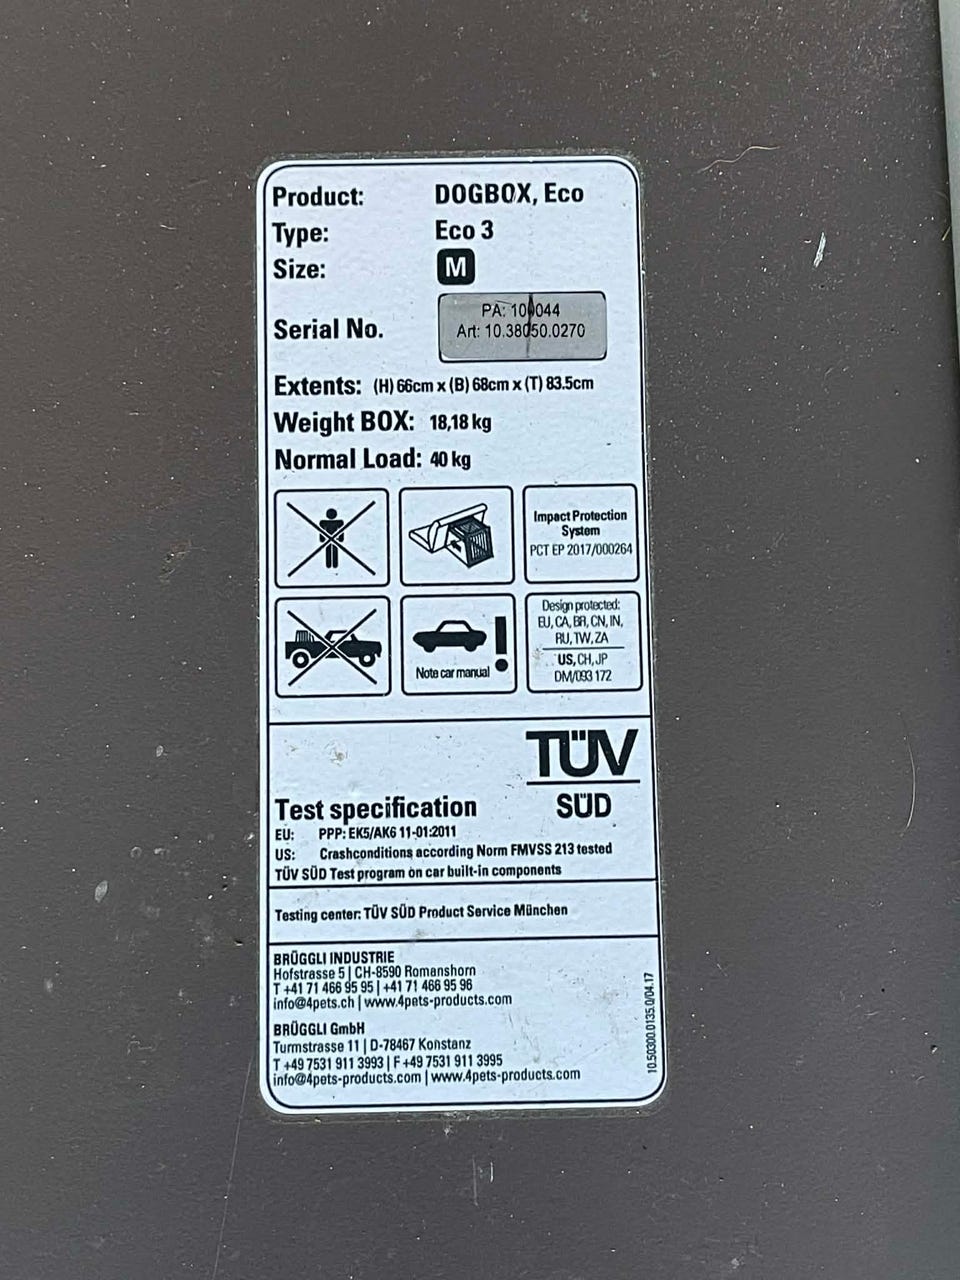 Product: DOGBOX, Eco
Type: Eco 3
Size: M
Serial No.
PA: 100044
Art: 10.38050.0270
Extents: (H) 66cm x (B) 68cm x (T) 83.5cm
Weight BOX: 18,18 kg
Normal Load: 40 kg
Impact Protection
System
PCT EP 2017/000264
Note car manual
Design protected:
EU, CA, BR, CN, IN,
RU, TW, ZA
US, CH, JP
DM/093 172
TÜV
SÜD
Test specification
EU: PPP: EK5/AK6 11-01:2011
US: Crashconditions according Norm FMVSS 213 tested
TÜV SÜD Test program on car built-in components
Testing center: TÜV SÜD Product Service München
BRÜGGLI INDUSTRIE
Hofstrasse 5 | CH-8590 Romanshorn
T +41 71 466 95 95 | +41 71 466 95 96
info@4pets.ch | www.4pets-products.com
BRÜGGLI GmbH
Turmstrasse 11 | D-78467 Konstanz
T +49 7531 911 3993 | F +49 7531 911 3995
info@4pets-products.com | www.4pets-products.com
10.50300.0135.0/04.17